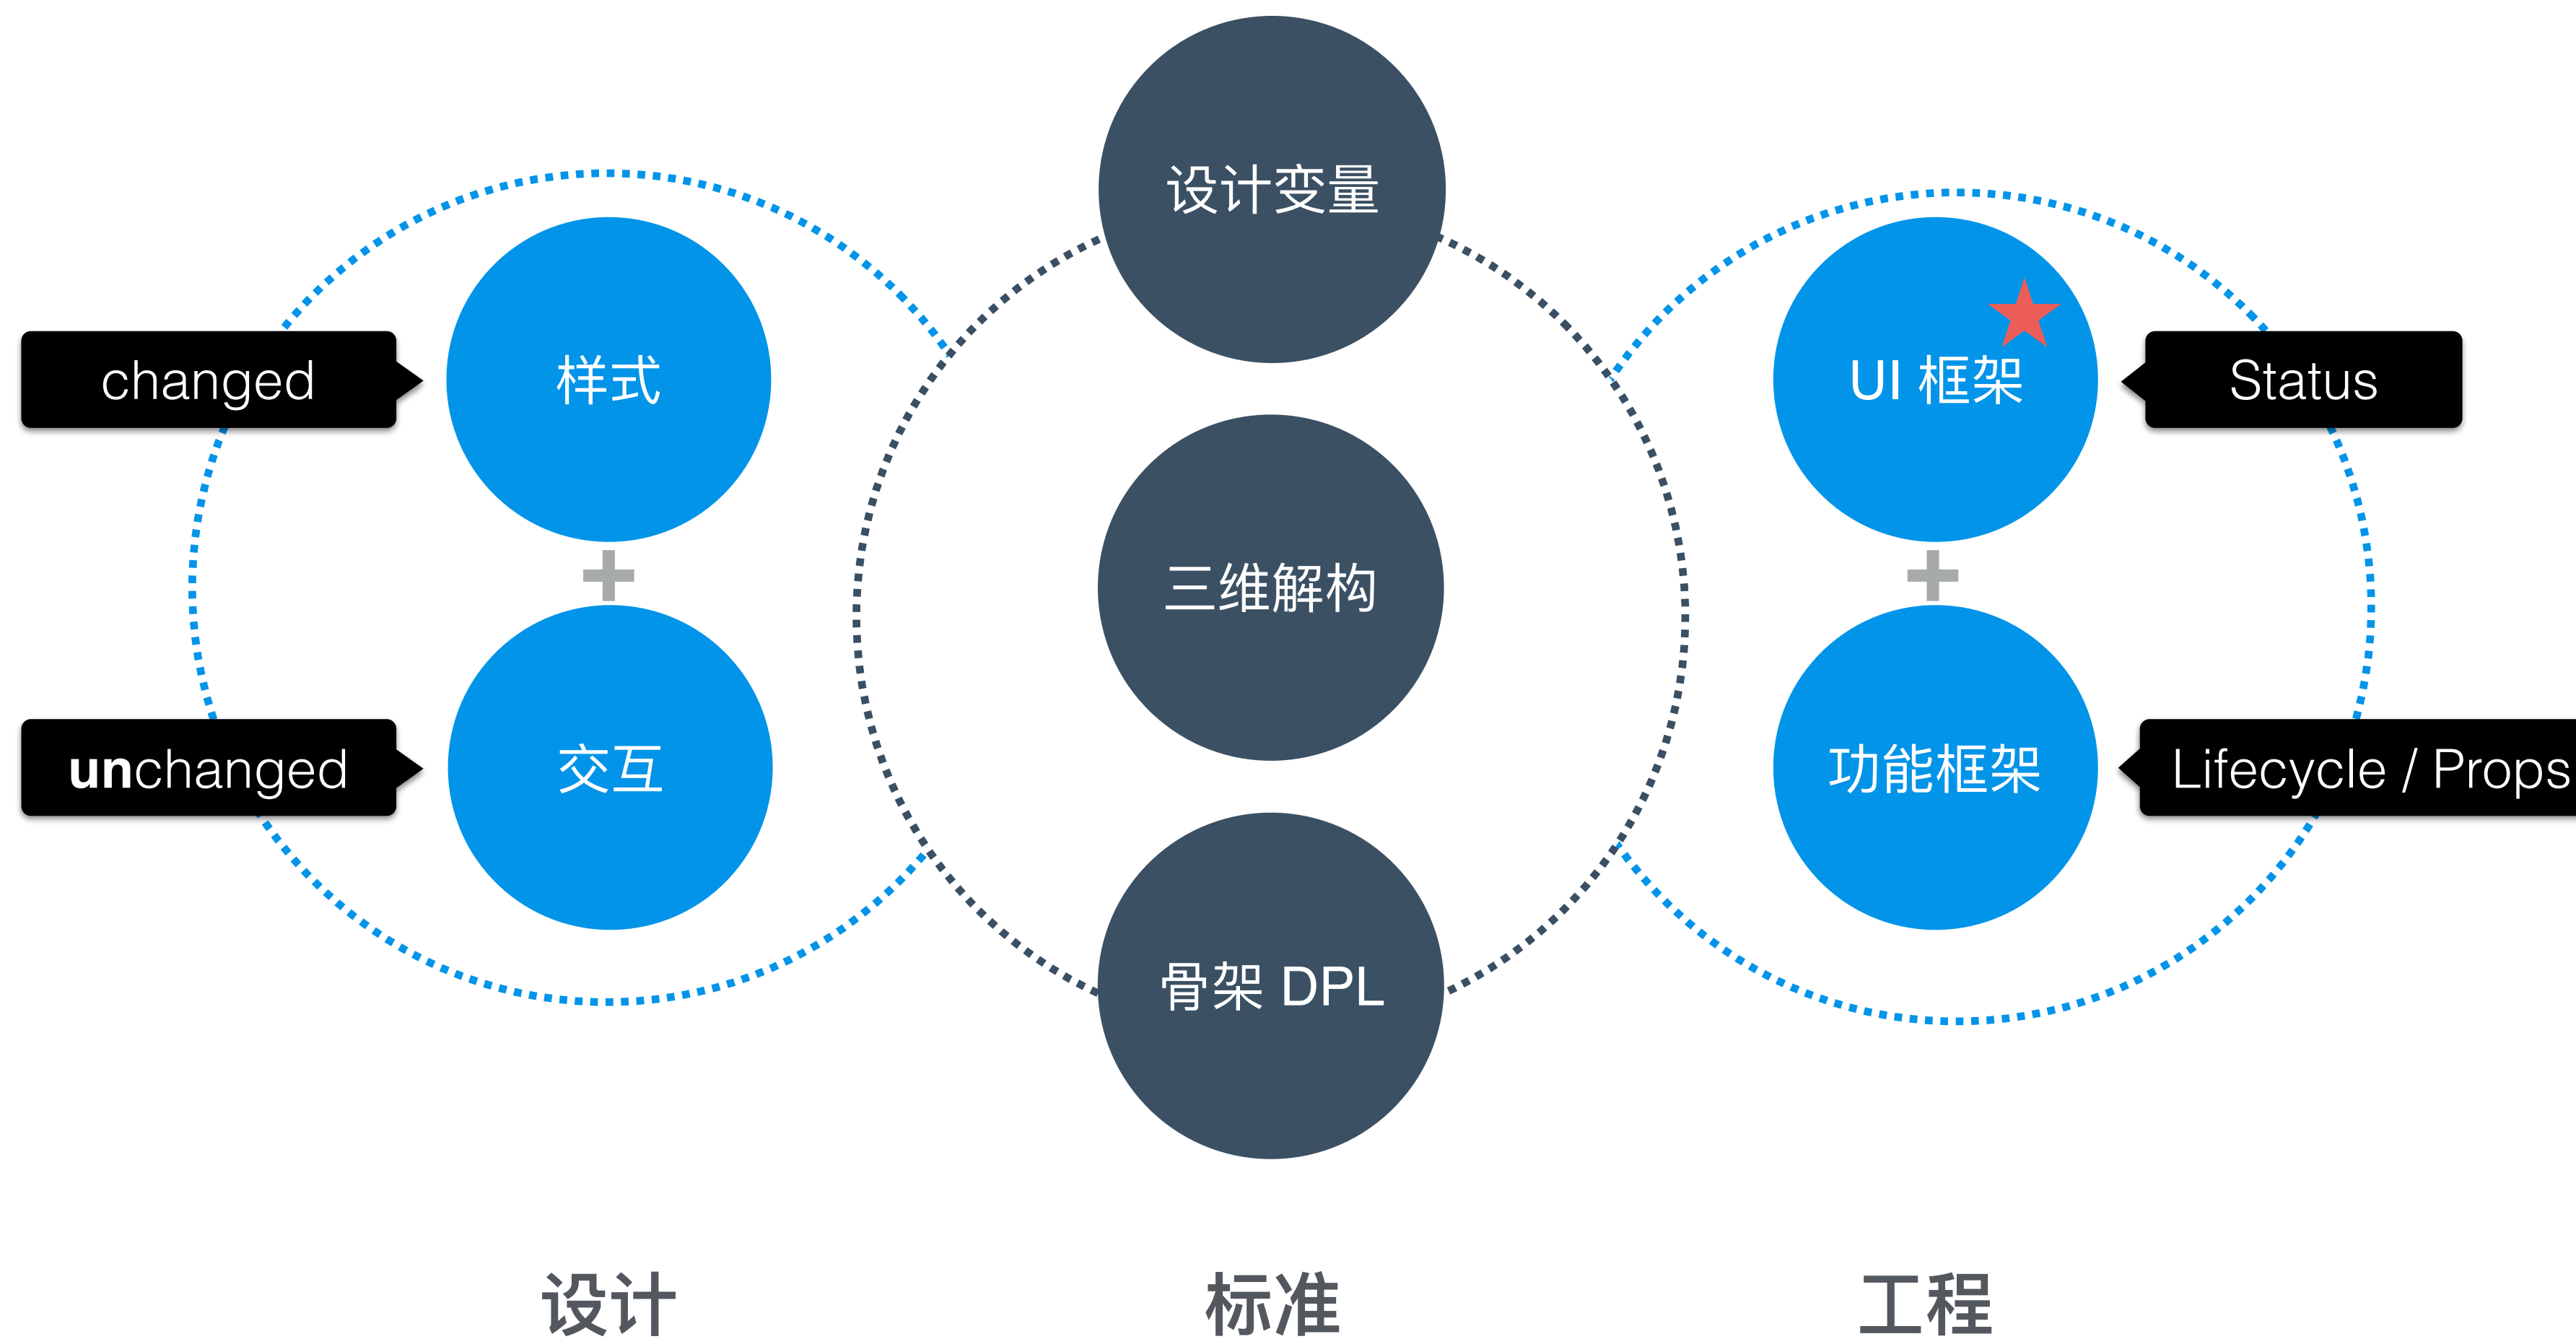 设计变量
changed
样式
UI 框架
Status
三维解构
unchanged
交互
功能框架
Lifecycle / Props
骨架 DPL
设计
标准
工程